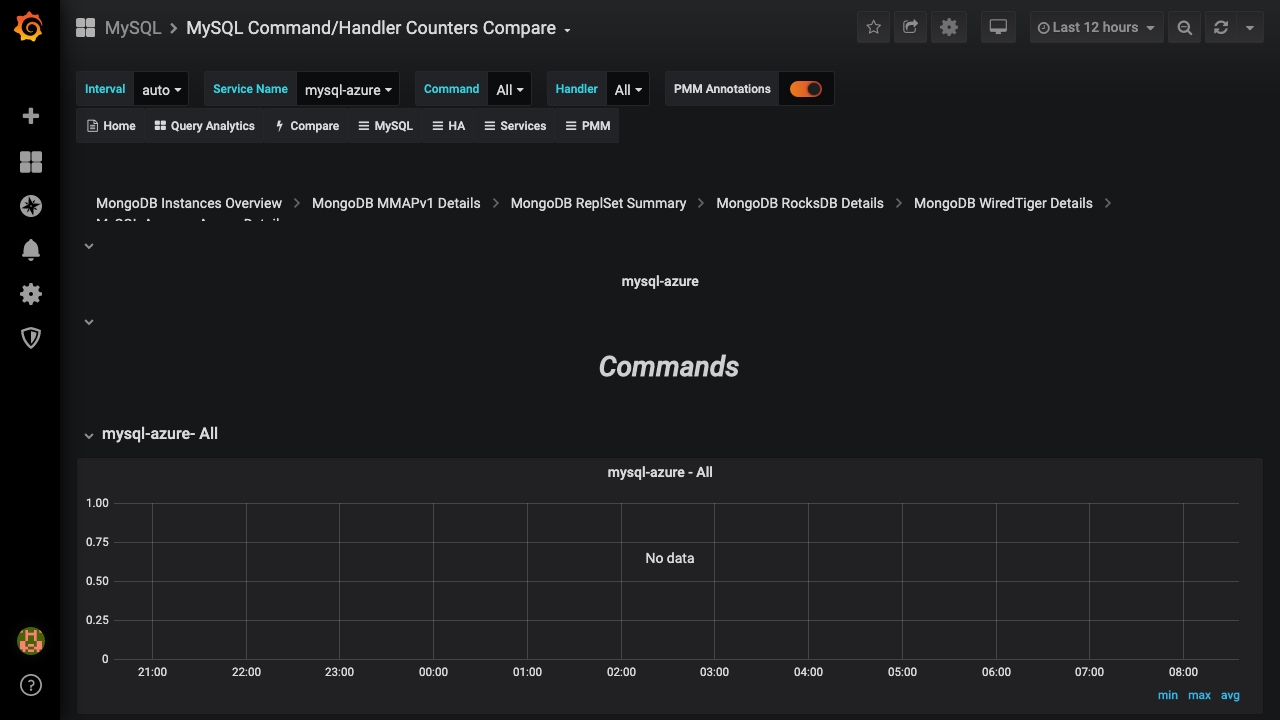 MySQL MySQL Command/Handler Counters Compare Last 12 hours
Interval auto Service Name mysql-azure Command All Handler All PMM Annotations
Home Query Analytics Compare MySQL HA Services PMM
MongoDB Instances Overview MongoDB MMAPv1 Details MongoDB ReplSet Summary MongoDB RocksDB Details MongoDB WiredTiger Details
mysql-azure
Commands
mysql-azure- All
mysql-azure - All
1.00
0.75
No data
0.50
0.25
0
21:00 22:00 23:00 00:00 01:00 02:00 03:00 04:00 05:00 06:00 07:00 08:00
min max avg